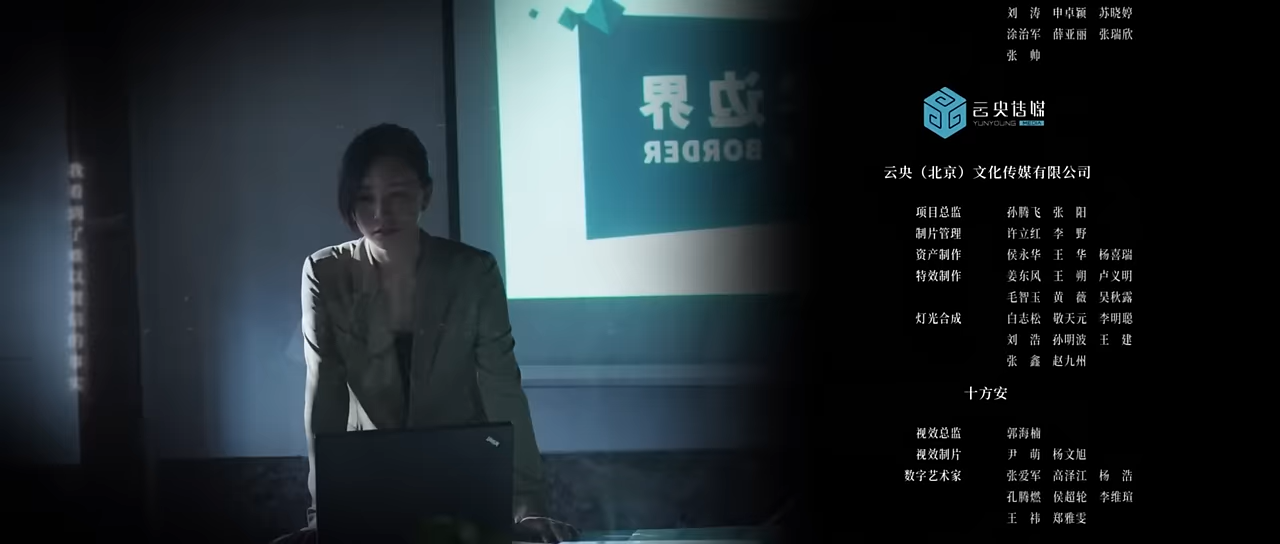 边界
BORDER
刘 涛 申卓颖 苏晓婷
涂治军 薛亚丽 张瑞欣
张 帅
云央传媒
YUNYOUNG MEDIA
云央（北京）文化传媒有限公司
项目总监 孙腾飞 张 阳
制片管理 许立红 李 野
资产制作 侯永华 王 华 杨喜瑞
特效制作 姜东风 王 朔 卢义明
毛智玉 黄 薇 吴秋露
灯光合成 白志松 敬天元 李明聪
刘 浩 孙明波 王 建
张 鑫 赵九州
十方安
视效总监 郭海楠
视效制片 尹 萌 杨文旭
数字艺术家 张爱军 高泽江 杨 浩
孔腾燃 侯超轮 李维瑄
王 祎 郑雅雯